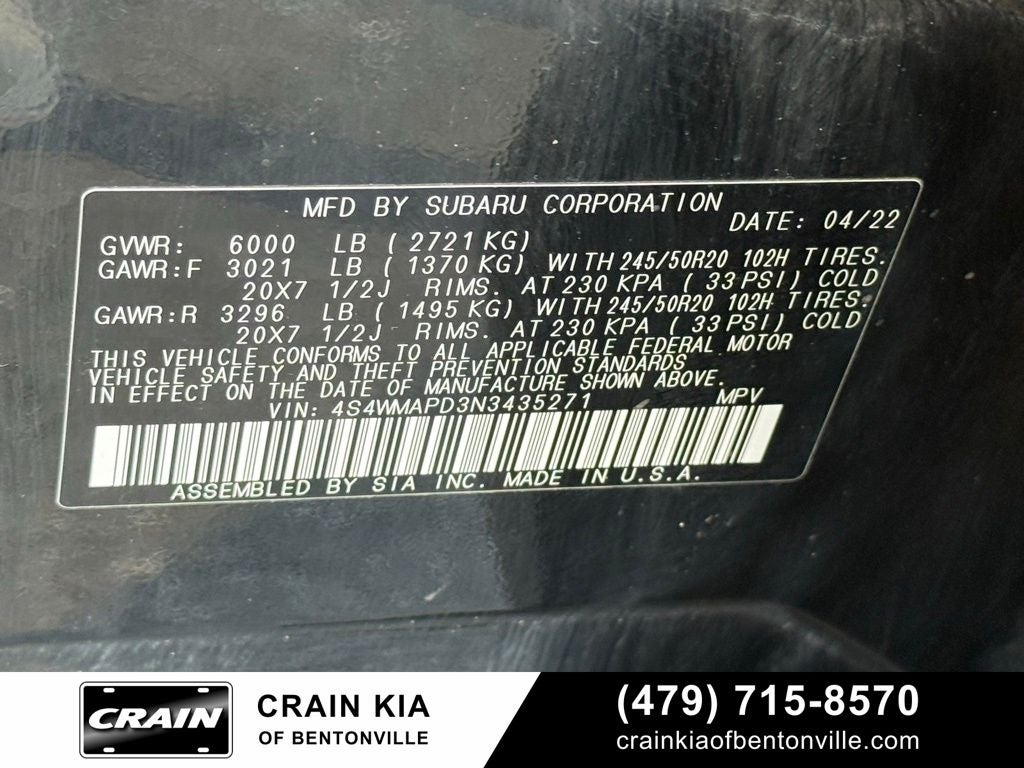 MFD BY SUBARU CORPORATION
DATE: 04/22
GVWR: 6000 LB (2721 KG)
GAWR:F 3021 LB (1370 KG) WITH 245/50R20 102H TIRES.
20X7 1/2J RIMS. AT 230 KPA (33 PSI) COLD
GAWR:R 3296 LB (1495 KG) WITH 245/50R20 102H TIRES.
20X7 1/2J RIMS. AT 230 KPA (33 PSI) COLD
THIS VEHICLE CONFORMS TO ALL APPLICABLE FEDERAL MOTOR
VEHICLE SAFETY AND THEFT PREVENTION STANDARDS
IN EFFECT ON THE DATE OF MANUFACTURE SHOWN ABOVE.
VIN: 4S4WMAPD3N3435271 MPV
ASSEMBLED BY SIA INC. MADE IN U.S.A.
CRAIN
CRAIN KIA
OF BENTONVILLE
(479) 715-8570
crainkiaofbentonville.com